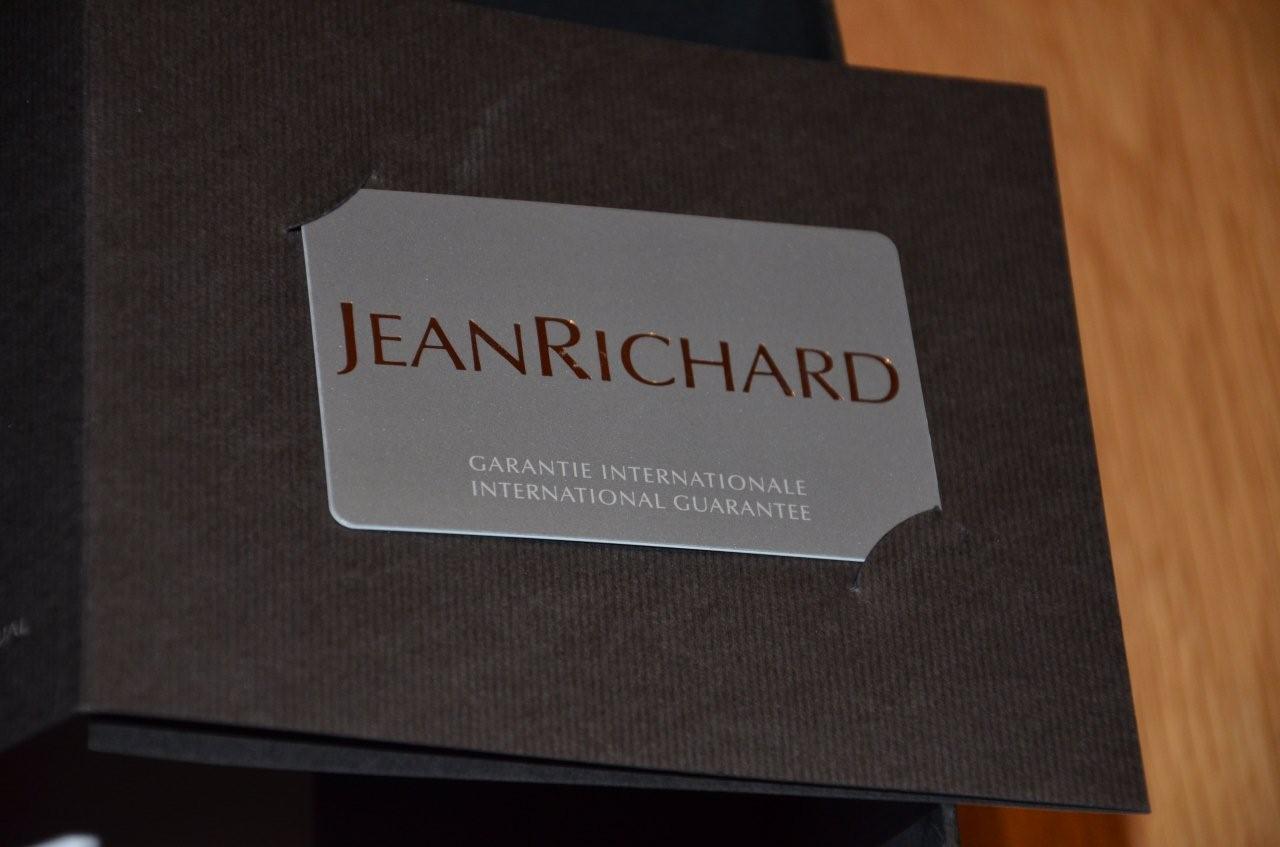 JEANRICHARD
GARANTIE INTERNATIONALE
INTERNATIONAL GUARANTEE